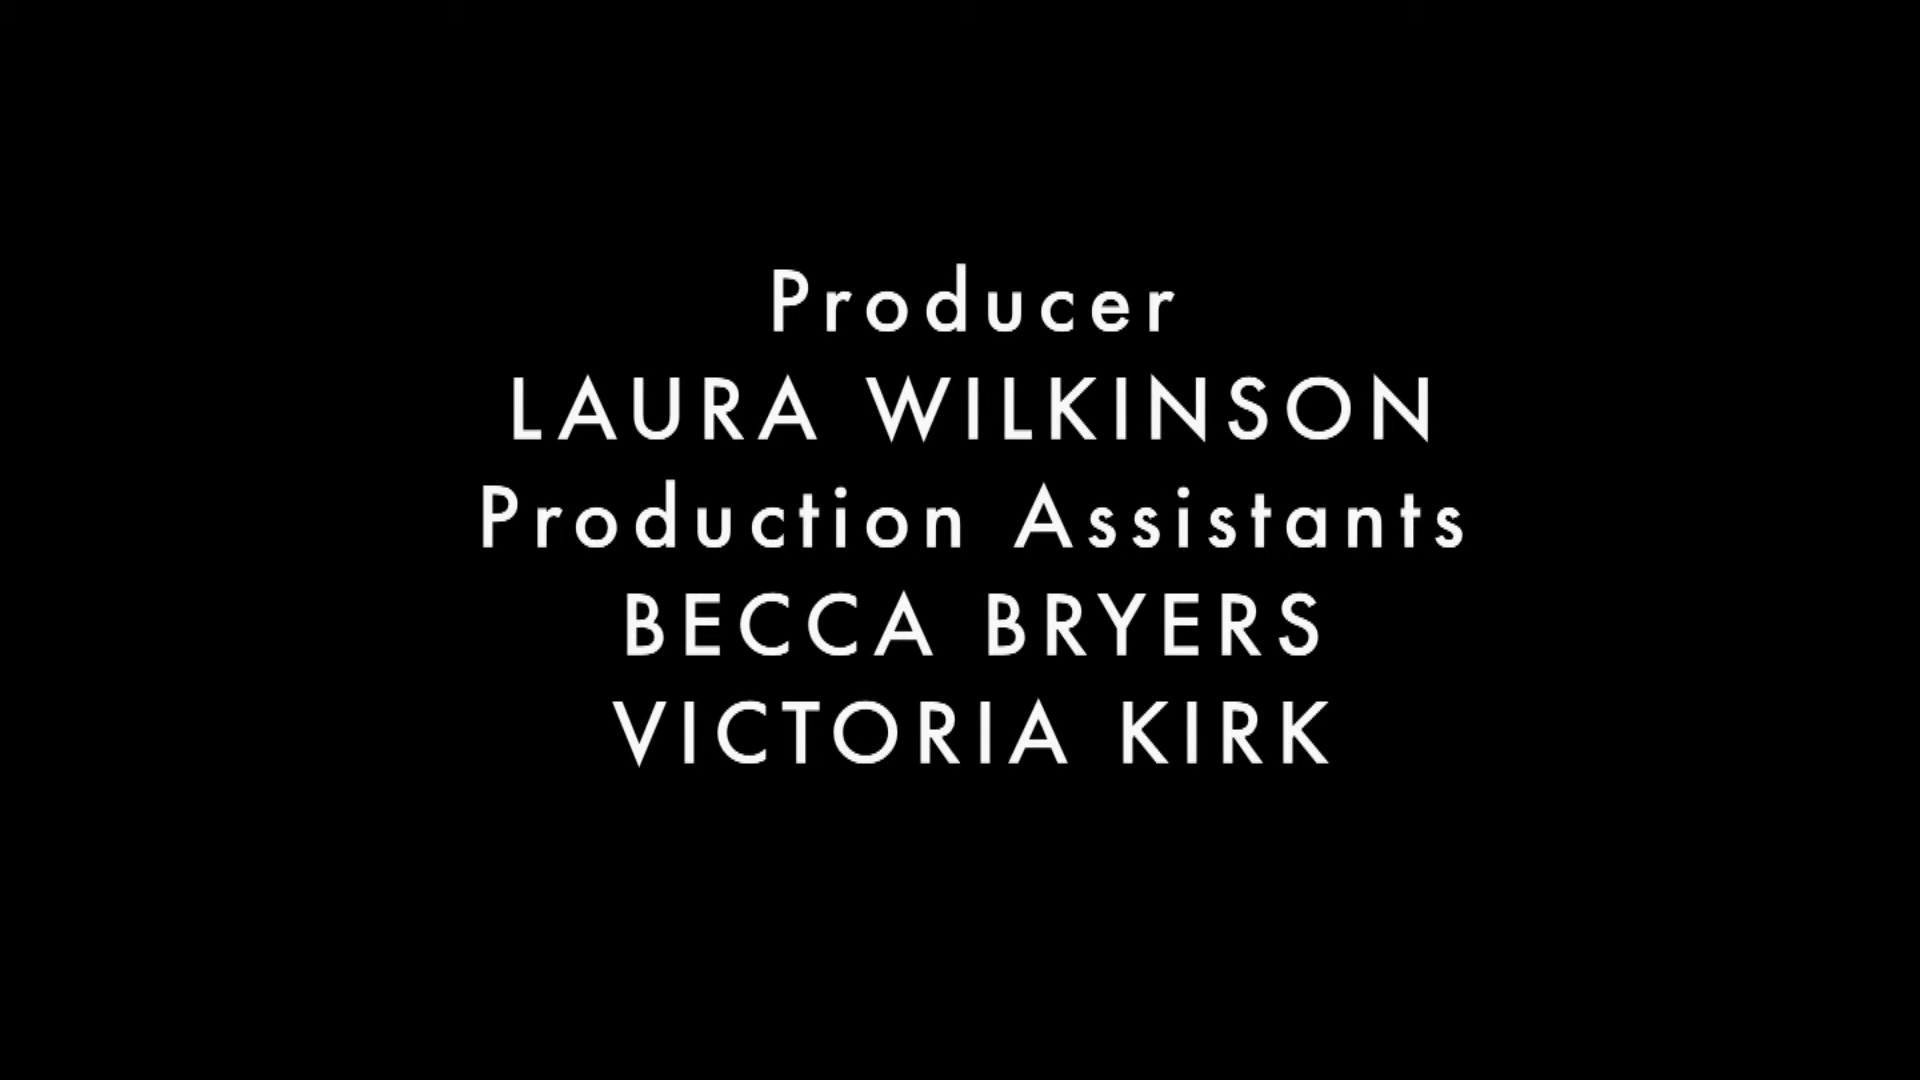 Producer
LAURA WILKINSON
Production Assistants
BECCA BRYERS
VICTORIA KIRK